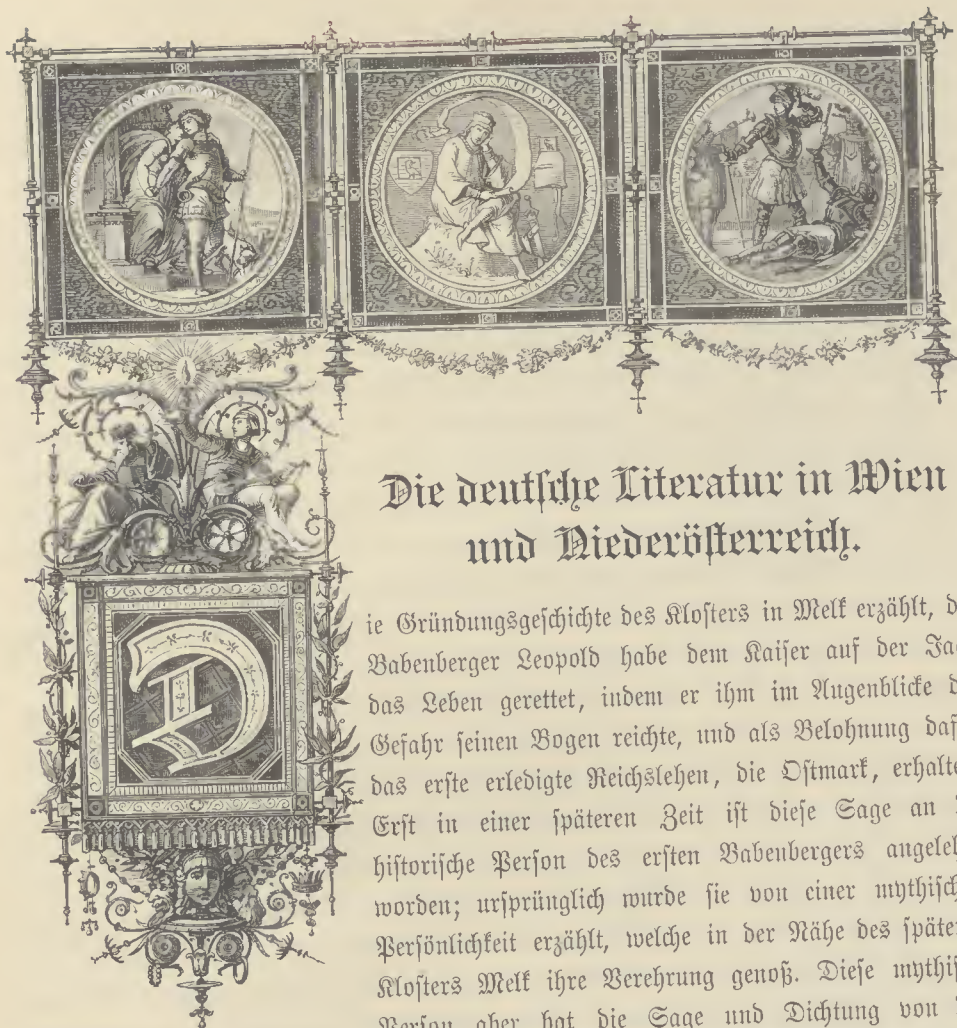 Die deutsche Literatur in Wien
und Niederösterreich.
Die Gründungsgeschichte des Klosters in Melk erzählt, d
Babenberger Leopold habe dem Kaiser auf der Ja
das Leben gerettet, indem er ihm im Augenblicke d
Gefahr seinen Bogen reichte, und als Belohnung daf
das erste erledigte Reichslehen, die Ostmark, erhalte
Erst in einer späteren Zeit ist diese Sage an
historische Person des ersten Babenbergers angeleh
worden; ursprünglich wurde sie von einer mythisch
Persönlichkeit erzählt, welche in der Nähe des späte
Klosters Melk ihre Verehrung genoß. Diese mythis
Person aber hat die Sage und Dichtung von